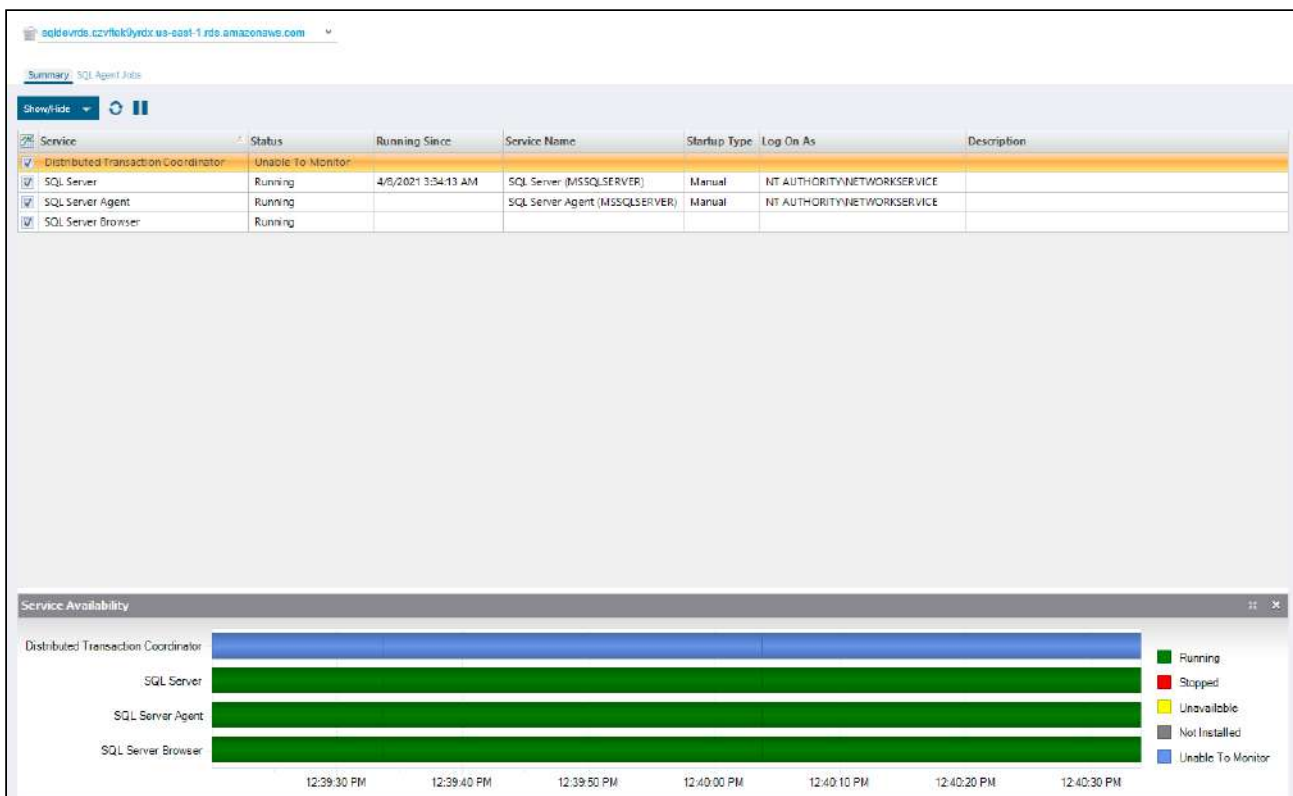 sqldevrds.czvftek9yrdx.us-east-1.rds.amazonaws.com
Summary SQL Agent Jobs
Show/Hide
Service Status Running Since Service Name Startup Type Log On As Description
Distributed Transaction Coordinator Unable To Monitor
SQL Server Running 4/8/2021 3:34:13 AM SQL Server (MSSQLSERVER) Manual NT AUTHORITY\NETWORKSERVICE
SQL Server Agent Running SQL Server Agent (MSSQLSERVER) Manual NT AUTHORITY\NETWORKSERVICE
SQL Server Browser Running
Service Availability
Distributed Transaction Coordinator
SQL Server
SQL Server Agent
SQL Server Browser
Running
Stopped
Unavailable
Not Installed
Unable To Monitor
12:39:30 PM 12:39:40 PM 12:39:50 PM 12:40:00 PM 12:40:10 PM 12:40:20 PM 12:40:30 PM